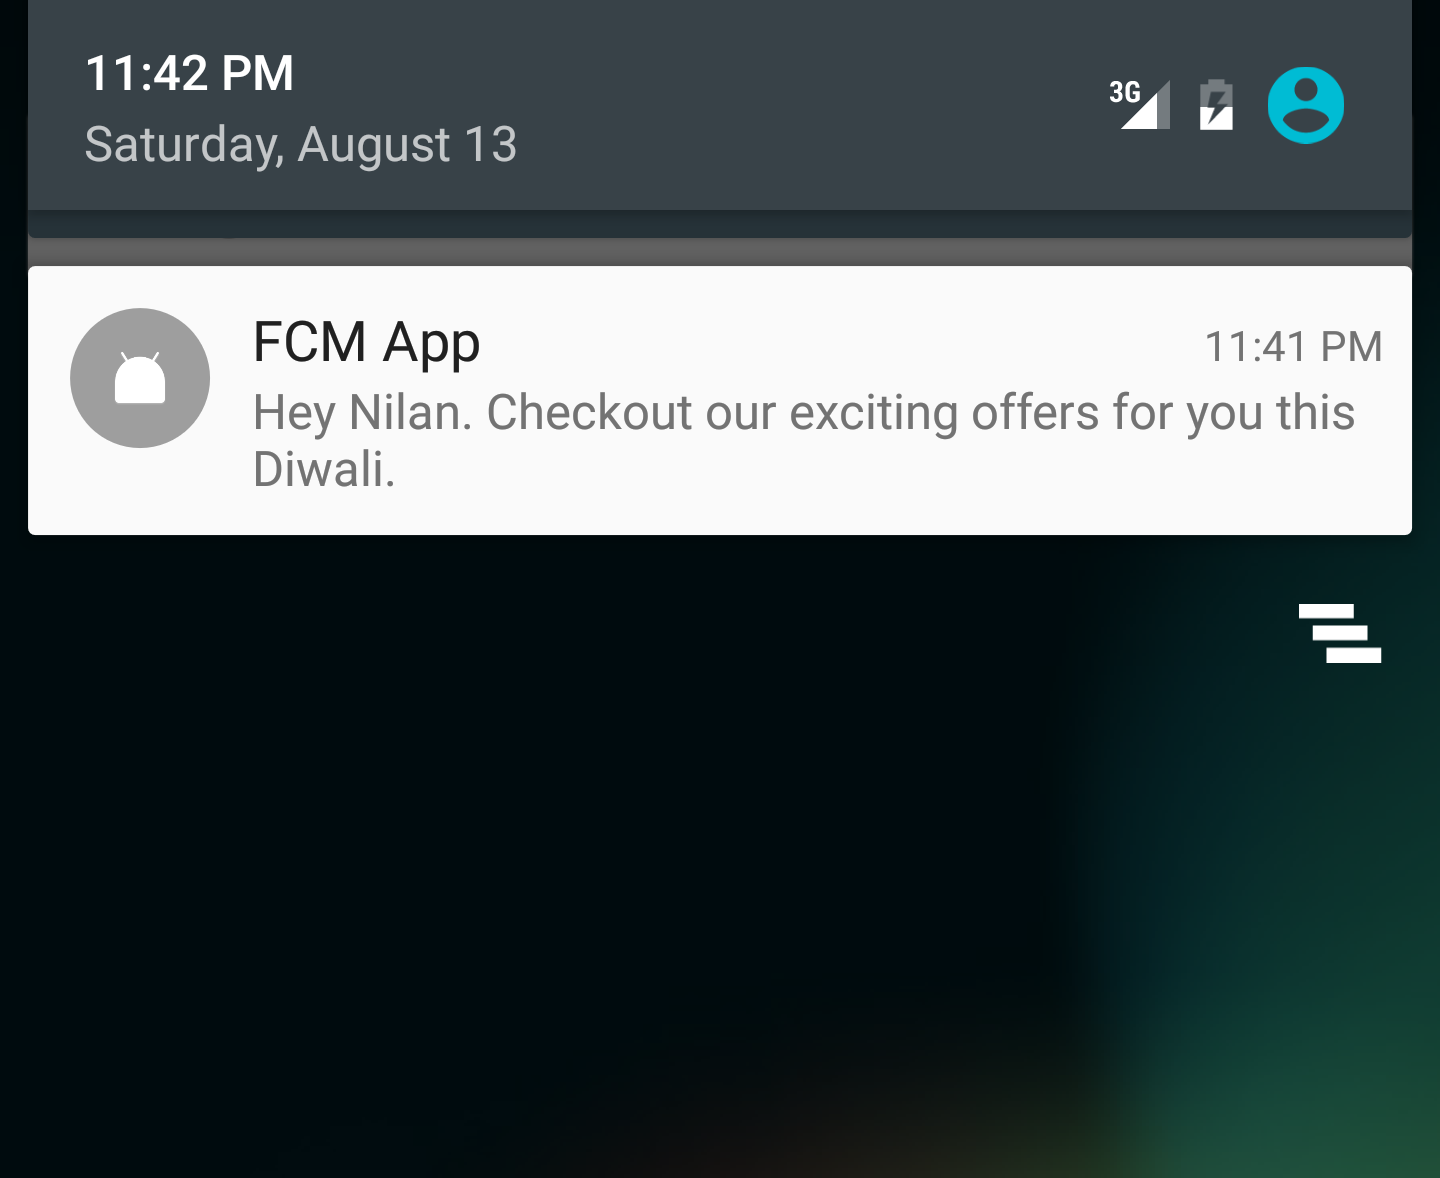 11:42 PM
3G
Saturday, August 13
FCM App
11:41 PM
Hey Nilan. Checkout our exciting offers for you this
Diwali.